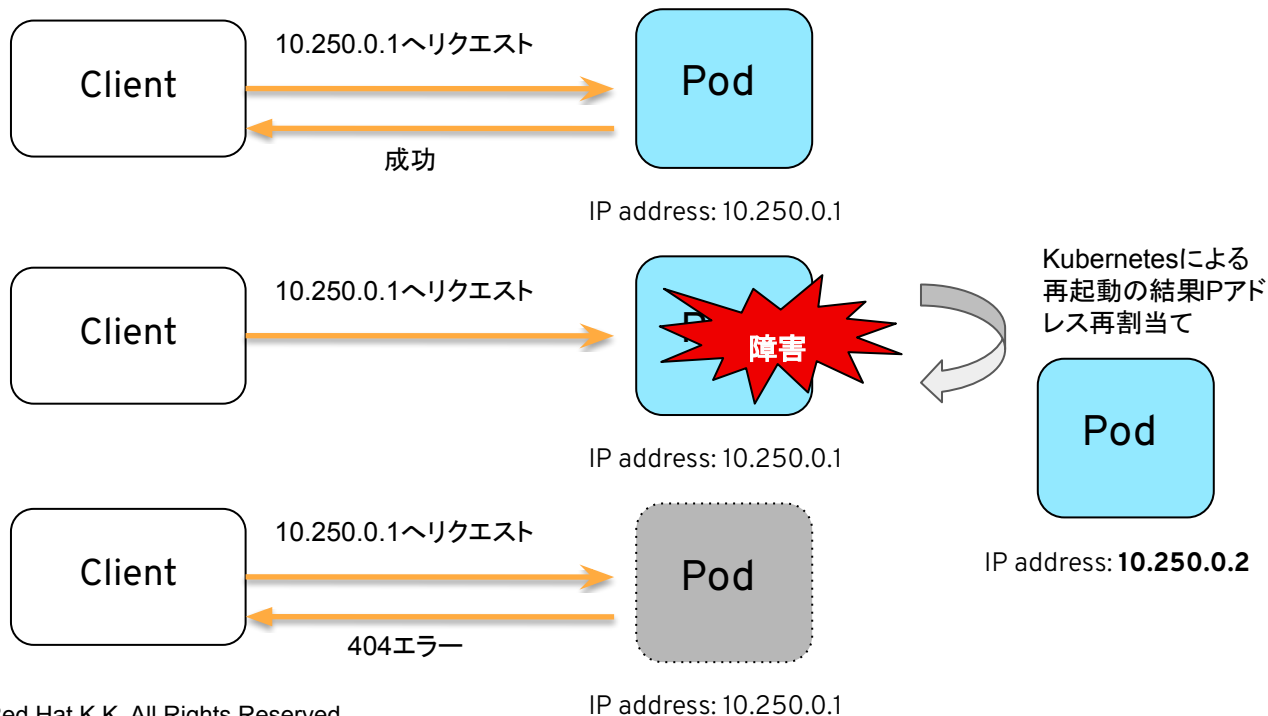 10.250.0.1へリクエスト
Client
Pod
成功
IP address: 10.250.0.1
Kubernetesによる
再起動の結果IPアド
レス再割当て
10.250.0.1へリクエスト
Client
障害
IP address: 10.250.0.1
Pod
IP address: 10.250.0.2
10.250.0.1へリクエスト
Client
Pod
404エラー
IP address: 10.250.0.1
Red Hat K.K. All Rights Reserved